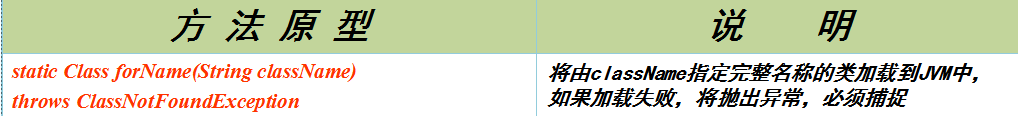 方 法 原 型
说 明
static Class forName(String className)
throws ClassNotFoundException
将由className指定完整名称的类加载到JVM中，
如果加载失败，将抛出异常，必须捕捉